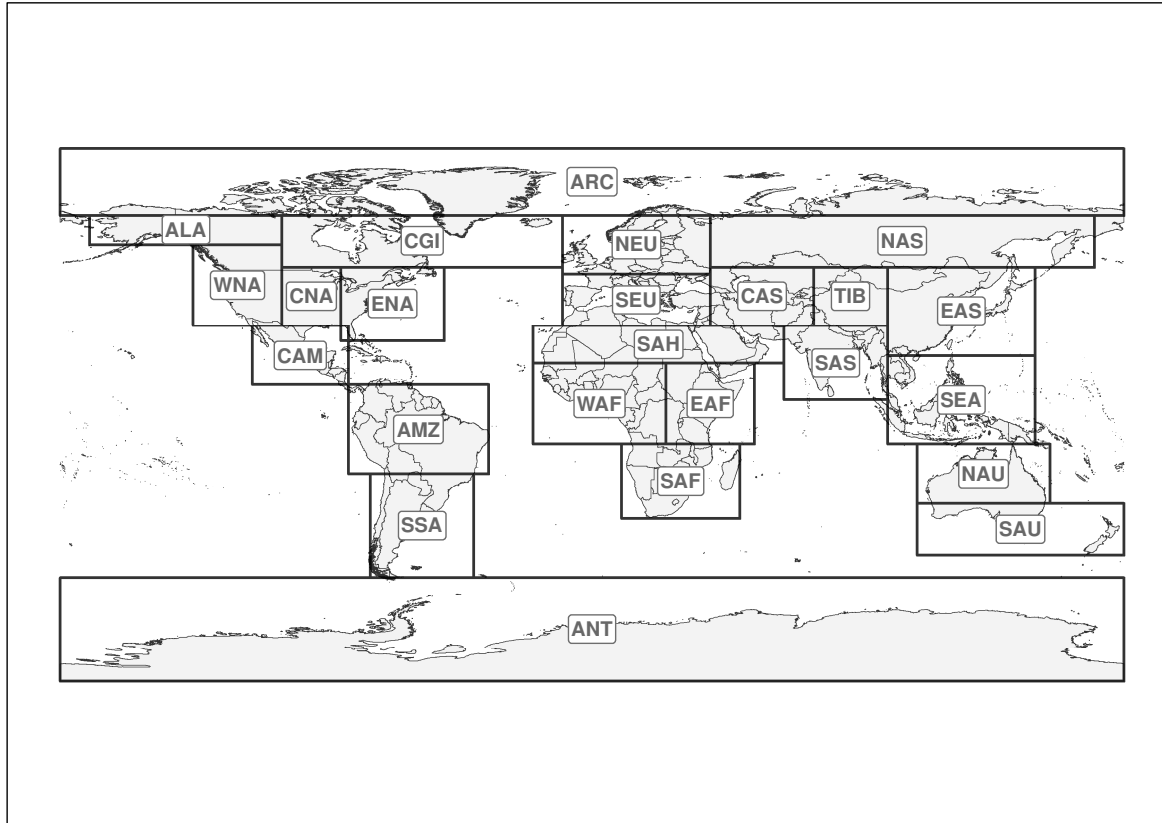 ARC
ALA
CGI
NEU
NAS
WNA
CNA
ENA
SEU
CAS
TIB
EAS
CAM
SAH
SAS
WAF
EAF
SEA
AMZ
SAF
NAU
SSA
SAU
ANT